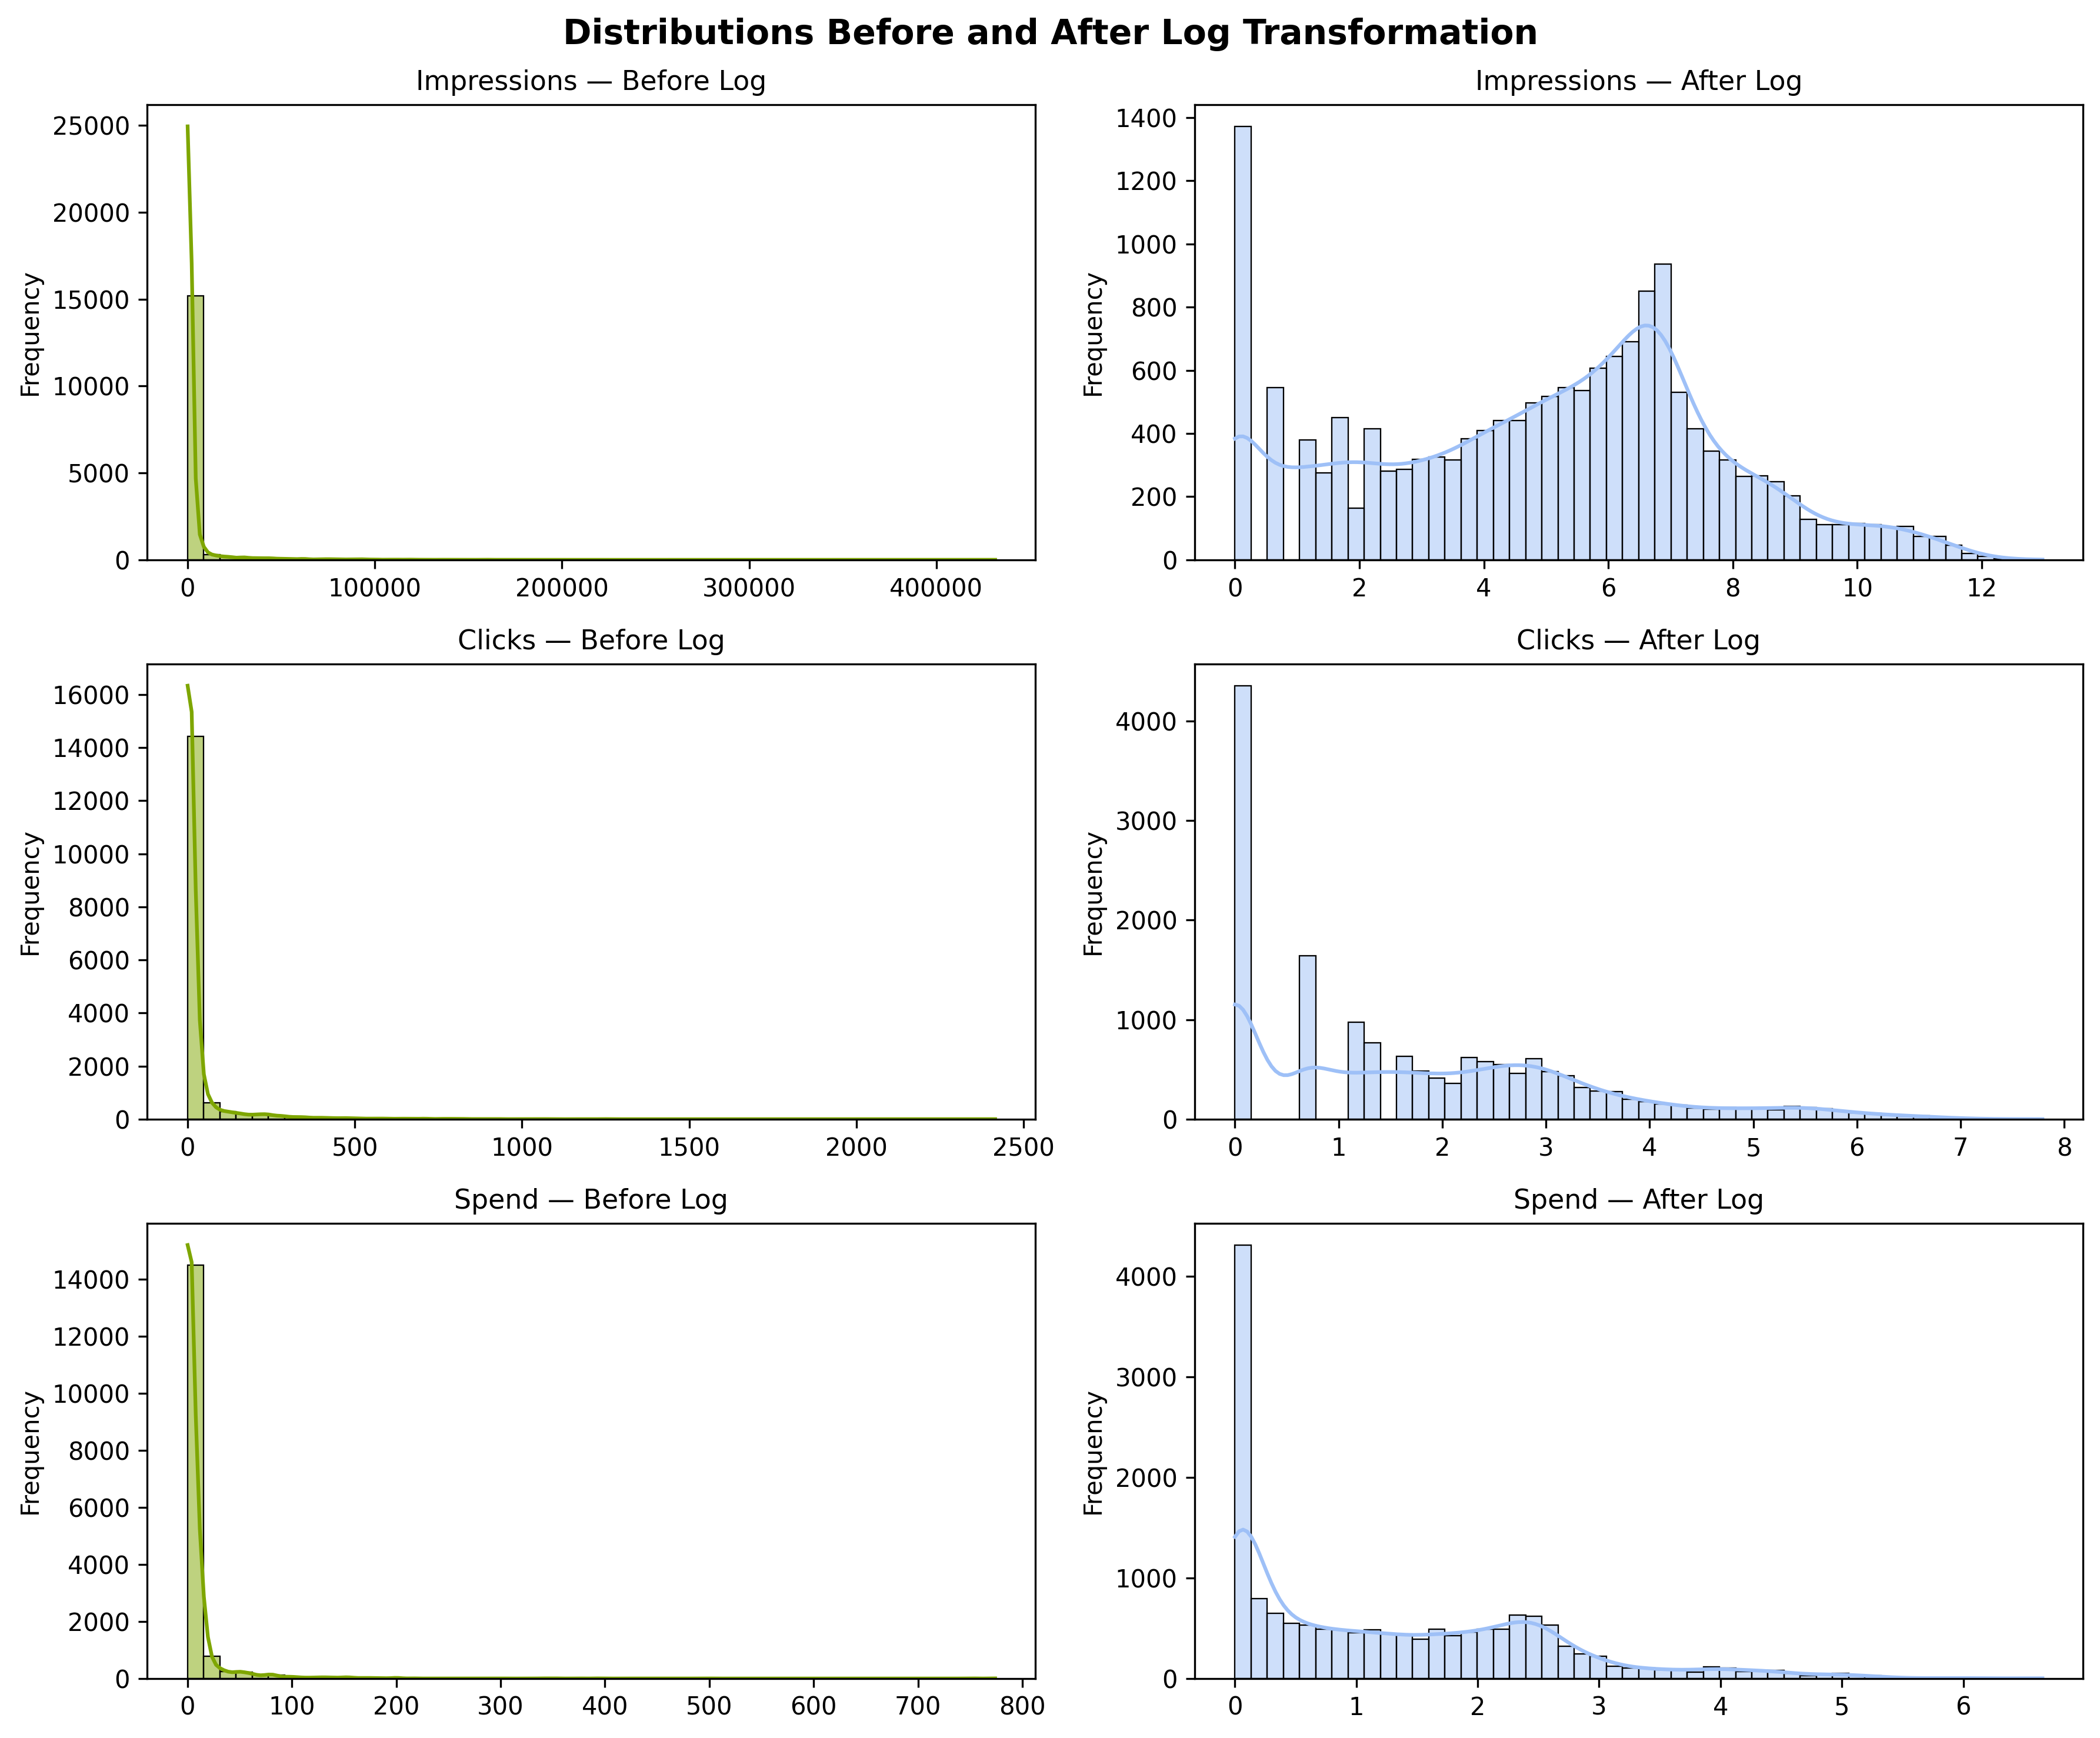 Distributions Before and After Log Transformation
Impressions — Before Log
Frequency
25000
20000
15000
10000
5000
0
0 100000 200000 300000 400000
Impressions — After Log
Frequency
1400
1200
1000
800
600
400
200
0
0 2 4 6 8 10 12
Clicks — Before Log
Frequency
16000
14000
12000
10000
8000
6000
4000
2000
0
0 500 1000 1500 2000 2500
Clicks — After Log
Frequency
4000
3000
2000
1000
0
0 1 2 3 4 5 6 7 8
Spend — Before Log
Frequency
14000
12000
10000
8000
6000
4000
2000
0
0 100 200 300 400 500 600 700 800
Spend — After Log
Frequency
4000
3000
2000
1000
0
0 1 2 3 4 5 6